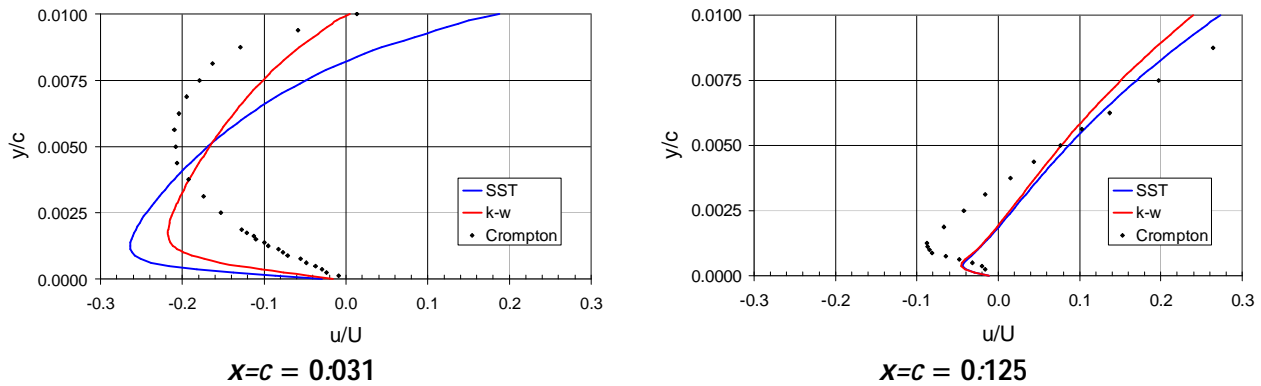 0.0100
0.0075
0.0050
0.0025
0.0000
y/c
-0.3 -0.2 -0.1 0.0 0.1 0.2 0.3
u/U
SST
k-w
Crompton
x=c = 0:031
0.0100
0.0075
0.0050
0.0025
0.0000
y/c
-0.3 -0.2 -0.1 0.0 0.1 0.2 0.3
u/U
SST
k-w
Crompton
x=c = 0:125